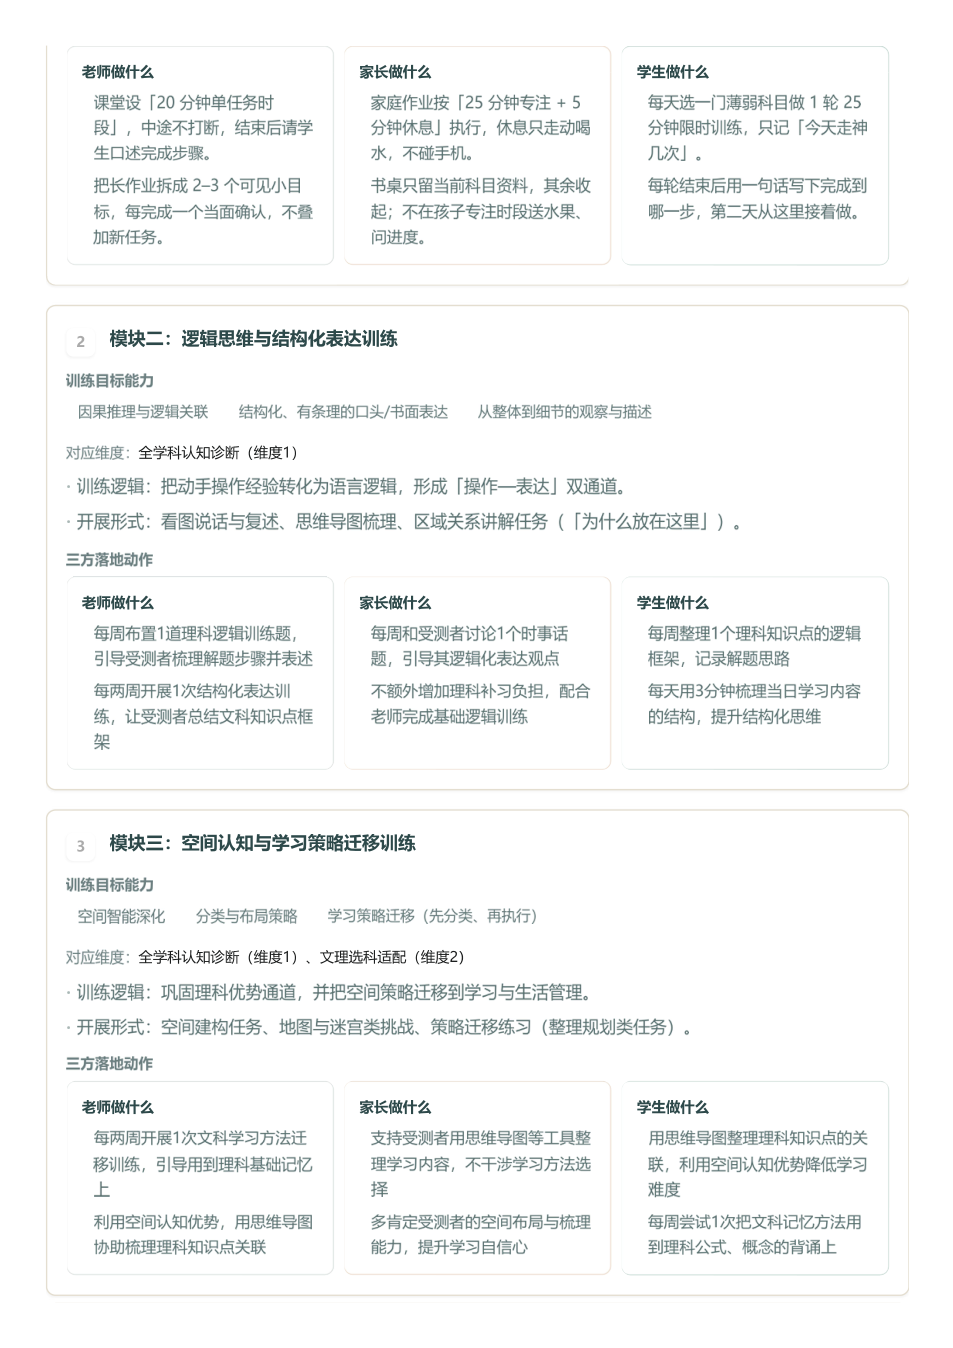 老师做什么
课堂设「20 分钟单任务时
段」，中途不打断，结束后请学
生口述完成步骤。
把长作业拆成 2–3 个可见小目
标，每完成一个当面确认，不叠
加新任务。
家长做什么
家庭作业按「25 分钟专注 + 5
分钟休息」执行，休息只走动喝
水，不碰手机。
书桌只留当前科目资料，其余收
起；不在孩子专注时段送水果、
问进度。
学生做什么
每天选一门薄弱科目做 1 轮 25
分钟限时训练，只记「今天走神
几次」。
每轮结束后用一句话写下完成到
哪一步，第二天从这里接着做。
2
模块二：逻辑思维与结构化表达训练
训练目标能力
因果推理与逻辑关联 结构化、有条理的口头/书面表达 从整体到细节的观察与描述
对应维度：全学科认知诊断（维度1）
· 训练逻辑：把动手操作经验转化为语言逻辑，形成「操作—表达」双通道。
· 开展形式：看图说话与复述、思维导图梳理、区域关系讲解任务（「为什么放在这里」）。
三方落地动作
老师做什么
每周布置1道理科逻辑训练题，
引导受测者梳理解题步骤并表述
每两周开展1次结构化表达训
练，让受测者总结文科知识点框
架
家长做什么
每周和受测者讨论1个时事话
题，引导其逻辑化表达观点
不额外增加理科补习负担，配合
老师完成基础逻辑训练
学生做什么
每周整理1个理科知识点的逻辑
框架，记录解题思路
每天用3分钟梳理当日学习内容
的结构，提升结构化思维
3
模块三：空间认知与学习策略迁移训练
训练目标能力
空间智能深化 分类与布局策略 学习策略迁移（先分类、再执行）
对应维度：全学科认知诊断（维度1）、文理选科适配（维度2）
· 训练逻辑：巩固理科优势通道，并把空间策略迁移到学习与生活管理。
· 开展形式：空间建构任务、地图与迷宫类挑战、策略迁移练习（整理规划类任务）。
三方落地动作
老师做什么
每两周开展1次文科学习方法迁
移训练，引导用到理科基础记忆
上
利用空间认知优势，用思维导图
协助梳理理科知识点关联
家长做什么
支持受测者用思维导图等工具整
理学习内容，不干涉学习方法选
择
多肯定受测者的空间布局与梳理
能力，提升学习自信心
学生做什么
用思维导图整理理科知识点的关
联，利用空间认知优势降低学习
难度
每周尝试1次把文科记忆方法用
到理科公式、概念的背诵上